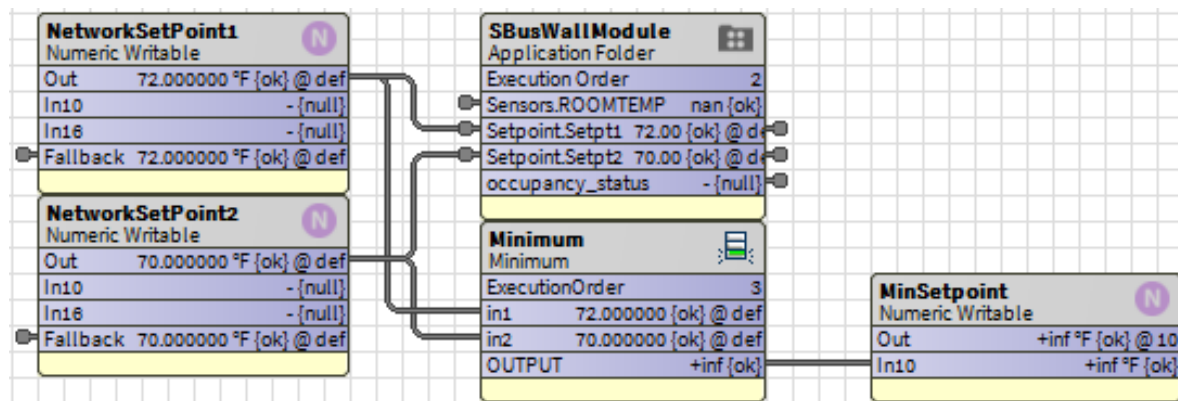 NetworkSetPoint1
Numeric Writable
N
Out 72.000000 °F {ok} @ def
In10 - {null}
In16 - {null}
Fallback 72.000000 °F {ok} @ def
NetworkSetPoint2
Numeric Writable
N
Out 70.000000 °F {ok} @ def
In10 - {null}
In16 - {null}
Fallback 70.000000 °F {ok} @ def
SBusWallModule
Application Folder
Execution Order 2
Sensors.ROOMTEMP nan {ok}
Setpoint.Setpt1 72.00 {ok} @ de
Setpoint.Setpt2 70.00 {ok} @ de
occupancy_status - {null}
Minimum
Minimum
ExecutionOrder 3
in1 72.000000 {ok} @ def
in2 70.000000 {ok} @ def
OUTPUT +inf {ok}
MinSetpoint
Numeric Writable
N
Out +inf °F {ok} @ 10
In10 +inf °F {ok}